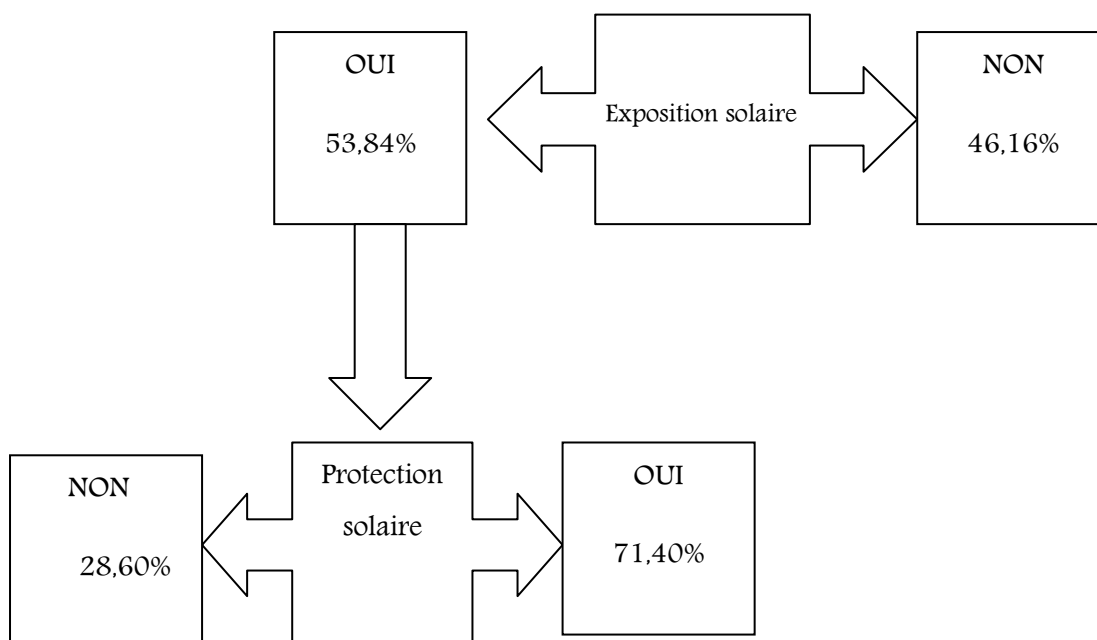 OUI
53,84%
Exposition solaire
NON
46,16%
NON
28,60%
Protection
solaire
OUI
71,40%